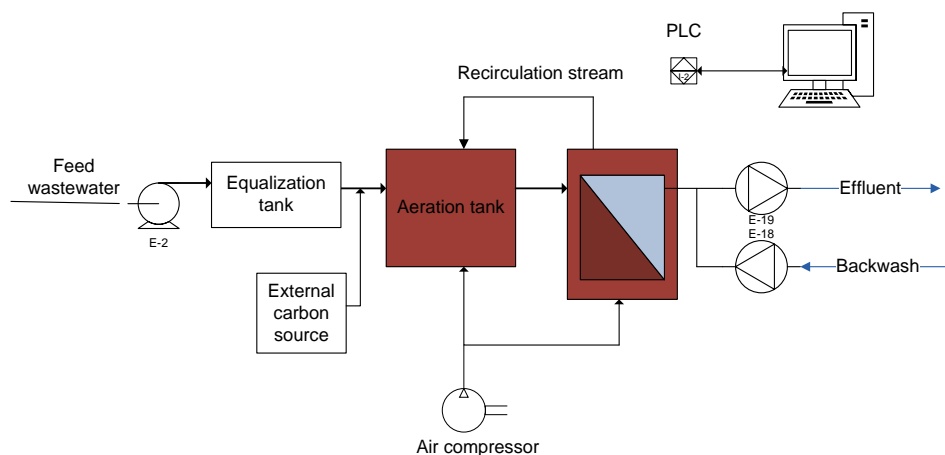 PLC
I-2
Recirculation stream
Feed
wastewater
E-2
Equalization
tank
Aeration tank
External
carbon
source
E-19
E-18
Effluent
Backwash
Air compressor